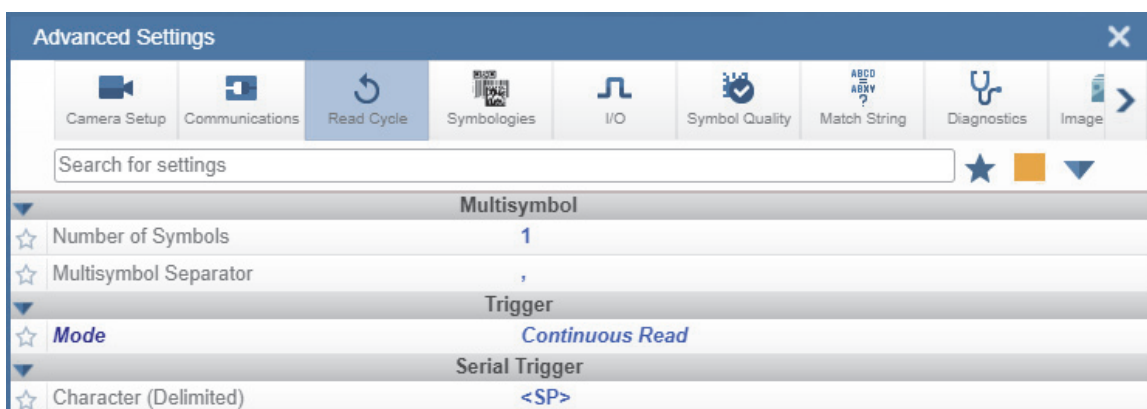 Advanced Settings
Camera Setup Communications Read Cycle Symbologies I/O Symbol Quality ABCD = ABXY ? Match String Diagnostics Image
Search for settings
Multisymbol
Number of Symbols 1
Multisymbol Separator ,
Trigger
Mode Continuous Read
Serial Trigger
Character (Delimited) <SP>